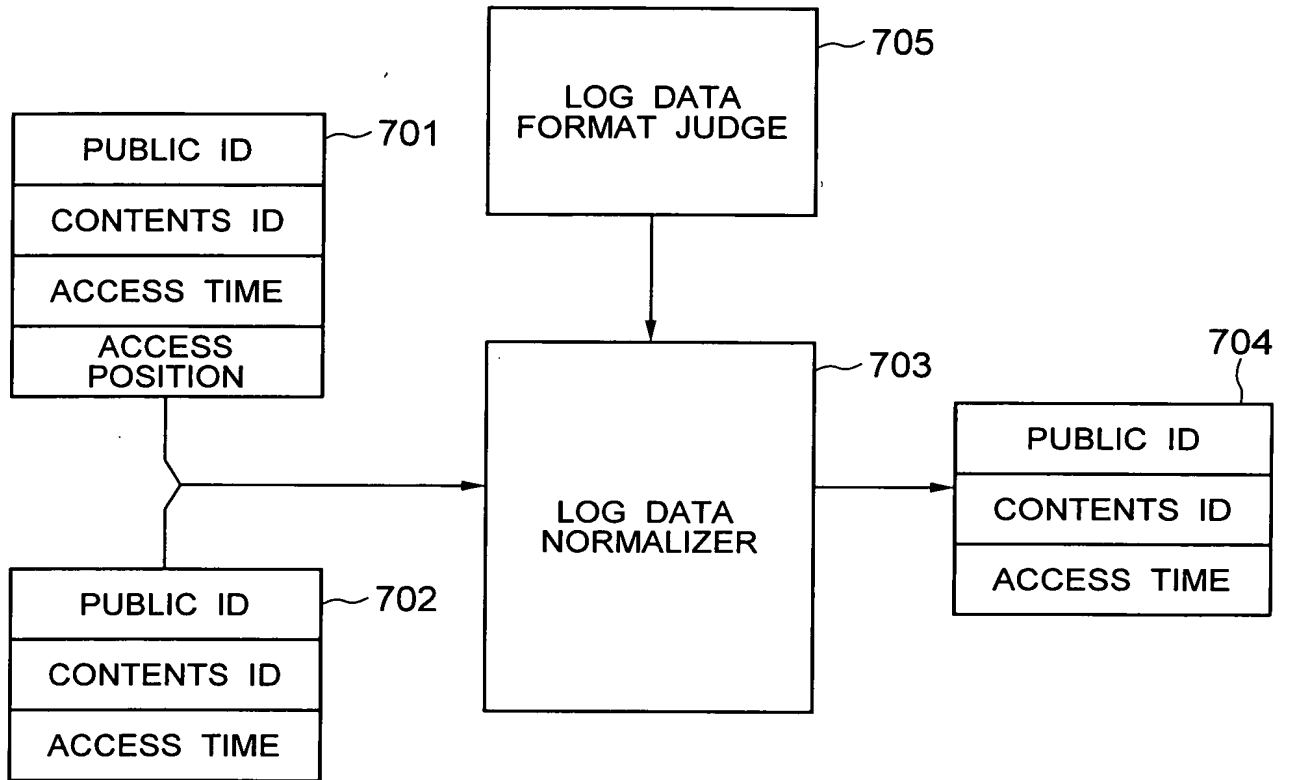 705
LOG DATA
FORMAT JUDGE
701
PUBLIC ID
CONTENTS ID
ACCESS TIME
ACCESS
POSITION
703
LOG DATA
NORMALIZER
704
PUBLIC ID
CONTENTS ID
ACCESS TIME
702
PUBLIC ID
CONTENTS ID
ACCESS TIME